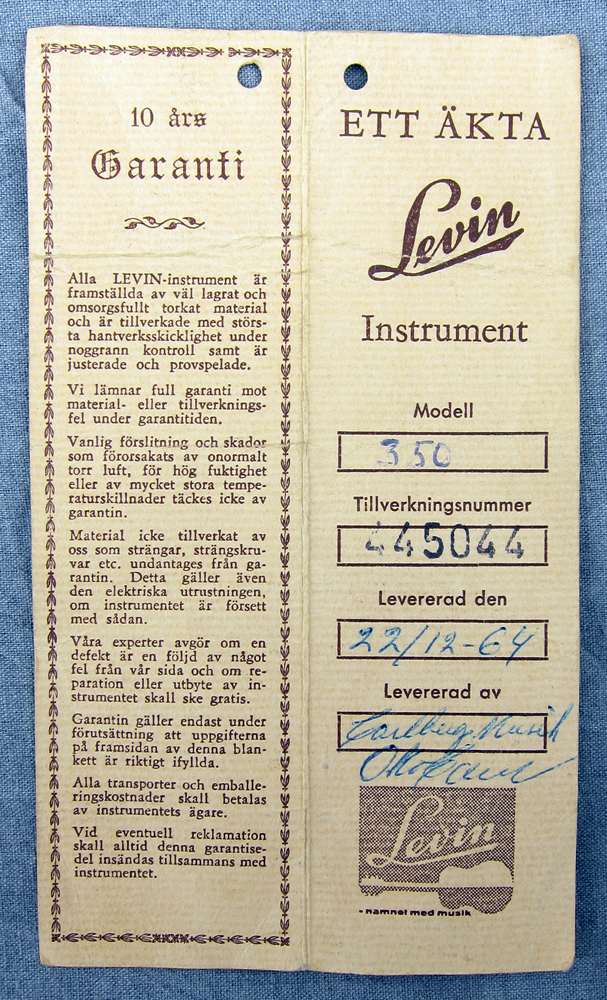 10 års
Garanti
Alla LEVIN-instrument är
framställda av väl lagrat och
omsorgsfullt torkat material
och är tillverkade med störs-
ta hantverksskicklighet under
noggrann kontroll samt är
justerade och provspelade.
Vi lämnar full garanti mot
material- eller tillverknings-
fel under garantitiden.
Vanlig förslitning och skador
som förorsakats av onormalt
torr luft, för hög fuktighet
eller av mycket stora tempe-
raturskillnader täckes icke av
garantin.
Material icke tillverkat av
oss som strängar, strängskru-
var etc. undantages från ga-
rantin. Detta gäller även
den elektriska utrustningen,
om instrumentet är försett
med sådan.
Våra experter avgör om en
defekt är en följd av något
fel från vår sida och om re-
paration eller utbyte av in-
strumentet skall ske gratis.
Garantin gäller endast under
förutsättning att uppgifterna
på framsidan av denna blan-
kett är riktigt ifyllda.
Alla transporter och emballe-
ringskostnader skall betalas
av instrumentets ägare.
Vid eventuell reklamation
skall alltid denna garantise-
del insändas tillsammans med
instrumentet.
ETT ÄKTA
Levin
Instrument
Modell
350
Tillverkningsnummer
445044
Levererad den
22/12-64
Levererad av
Carlbergs Musik
Levin
- namnet med musik